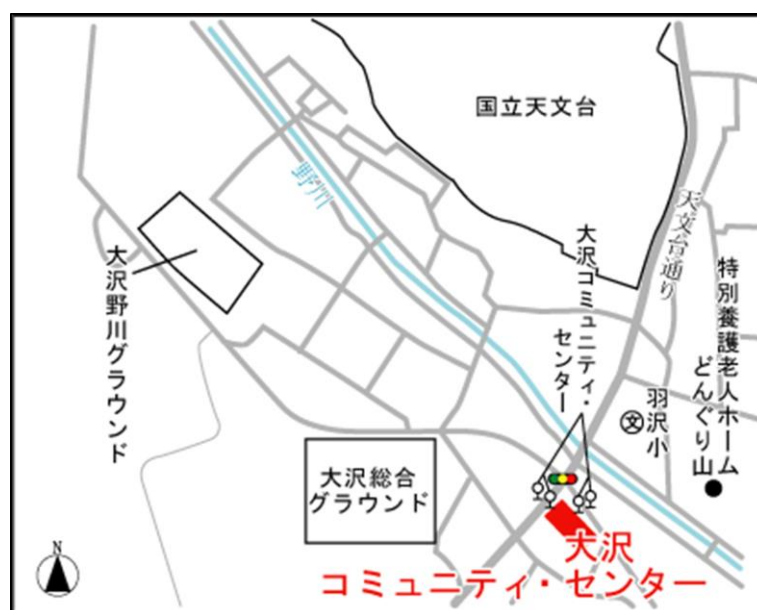 国立天文台
野川
天文台通り
大沢コミュニティ・
センター
特別養護老人ホーム
どんぐり山
羽沢小
文
大沢野川グラウンド
大沢総合
グラウンド
大沢
コミュニティ・センター
N